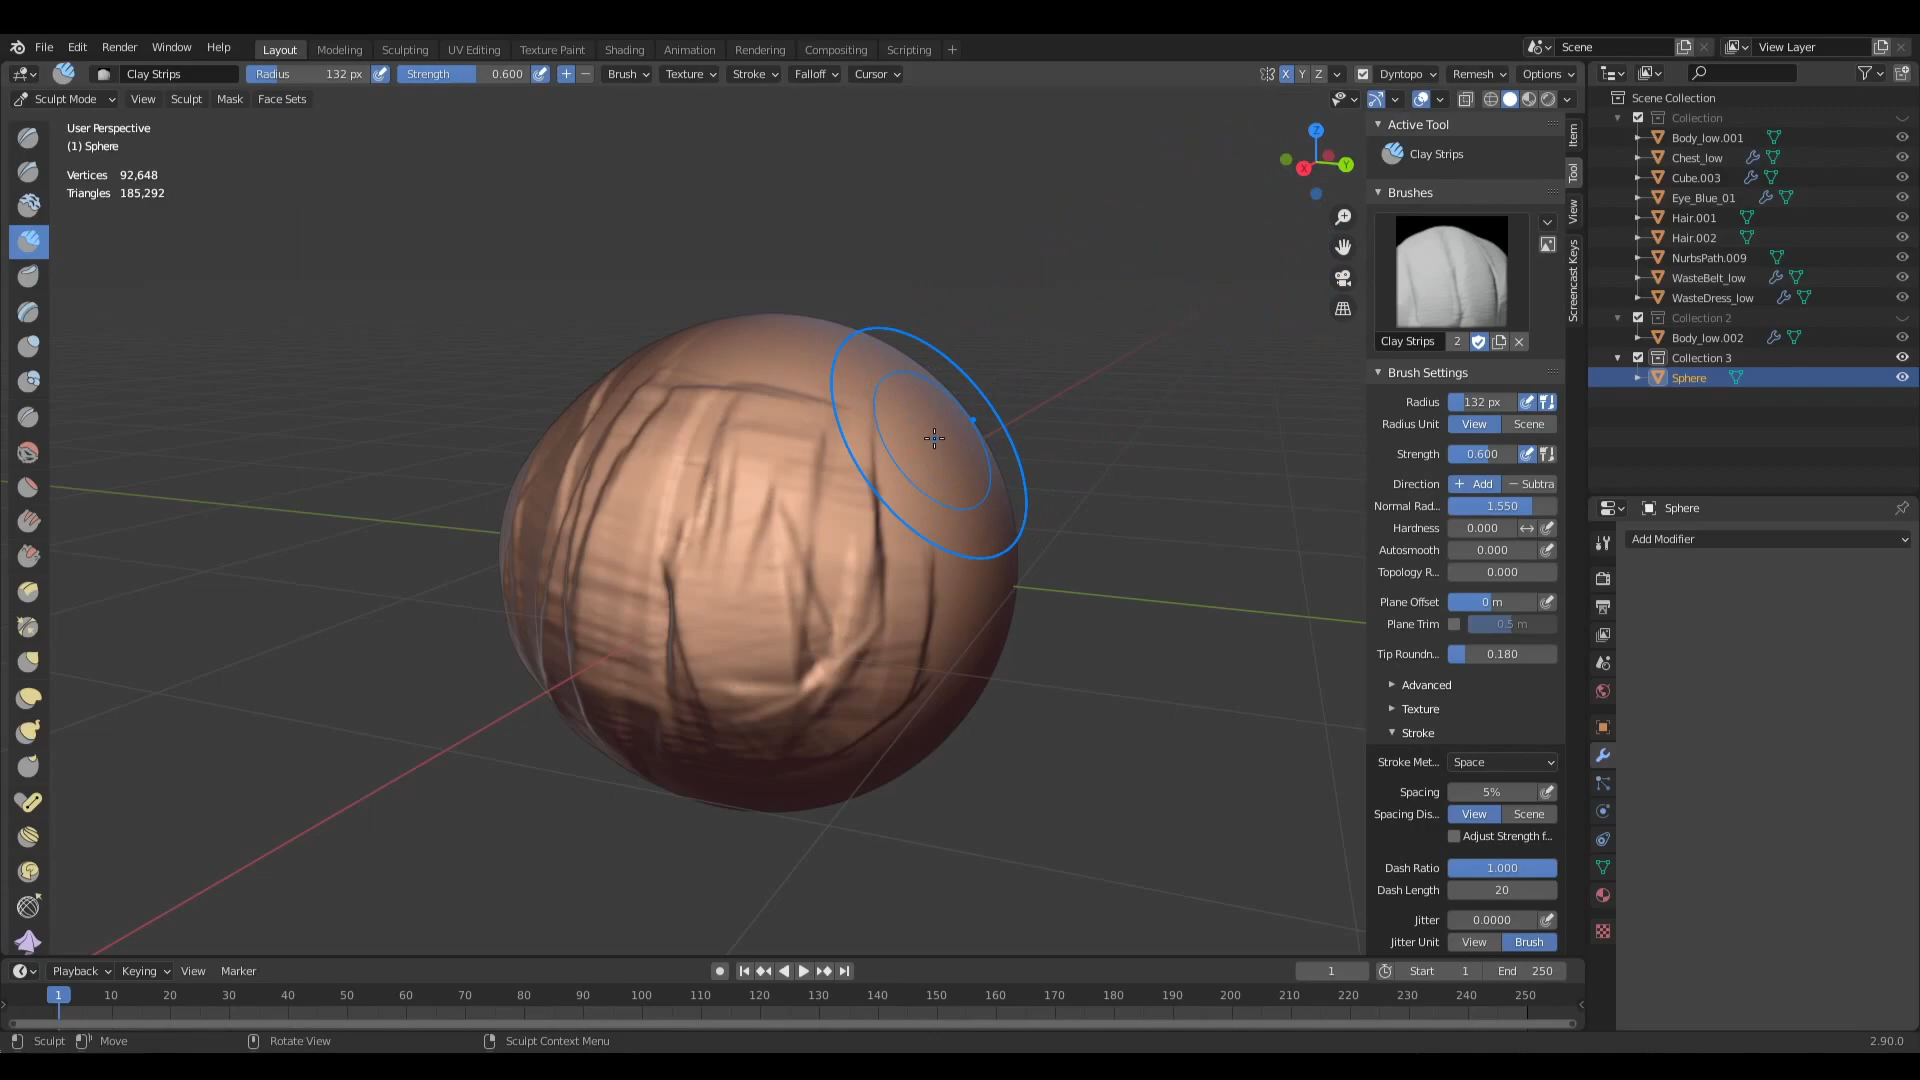 File Edit Render Window Help Layout Modeling Sculpting UV Editing Texture Paint Shading Animation Rendering Compositing Scripting + Scene View Layer
Clay Strips Radius 132 px Strength 0.600 + − Brush Texture Stroke Falloff Cursor X Y Z Dyntopo Remesh Options
Sculpt Mode View Sculpt Mask Face Sets
User Perspective
(1) Sphere
Vertices 92,648
Triangles 185,292
Z
Y
X
Active Tool
Clay Strips
Brushes
Clay Strips 2
Brush Settings
Radius 132 px
Radius Unit View Scene
Strength 0.600
Direction + Add − Subtra
Normal Rad... 1.550
Hardness 0.000
Autosmooth 0.000
Topology R... 0.000
Plane Offset 0 m
Plane Trim 0.5 m
Tip Roundn... 0.180
Advanced
Texture
Stroke
Stroke Met... Space
Spacing 5%
Spacing Dis... View Scene
Adjust Strength f...
Dash Ratio 1.000
Dash Length 20
Jitter 0.0000
Jitter Unit View Brush
Item
Tool
View
Screencast Keys
Scene Collection
Collection
Body_low.001
Chest_low
Cube.003
Eye_Blue_01
Hair.001
Hair.002
NurbsPath.009
WasteBelt_low
WasteDress_low
Collection 2
Body_low.002
Collection 3
Sphere
Sphere
Add Modifier
Playback Keying View Marker 1 Start 1 End 250
1 10 20 30 40 50 60 70 80 90 100 110 120 130 140 150 160 170 180 190 200 210 220 230 240 250
Sculpt Move Rotate View Sculpt Context Menu 2.90.0